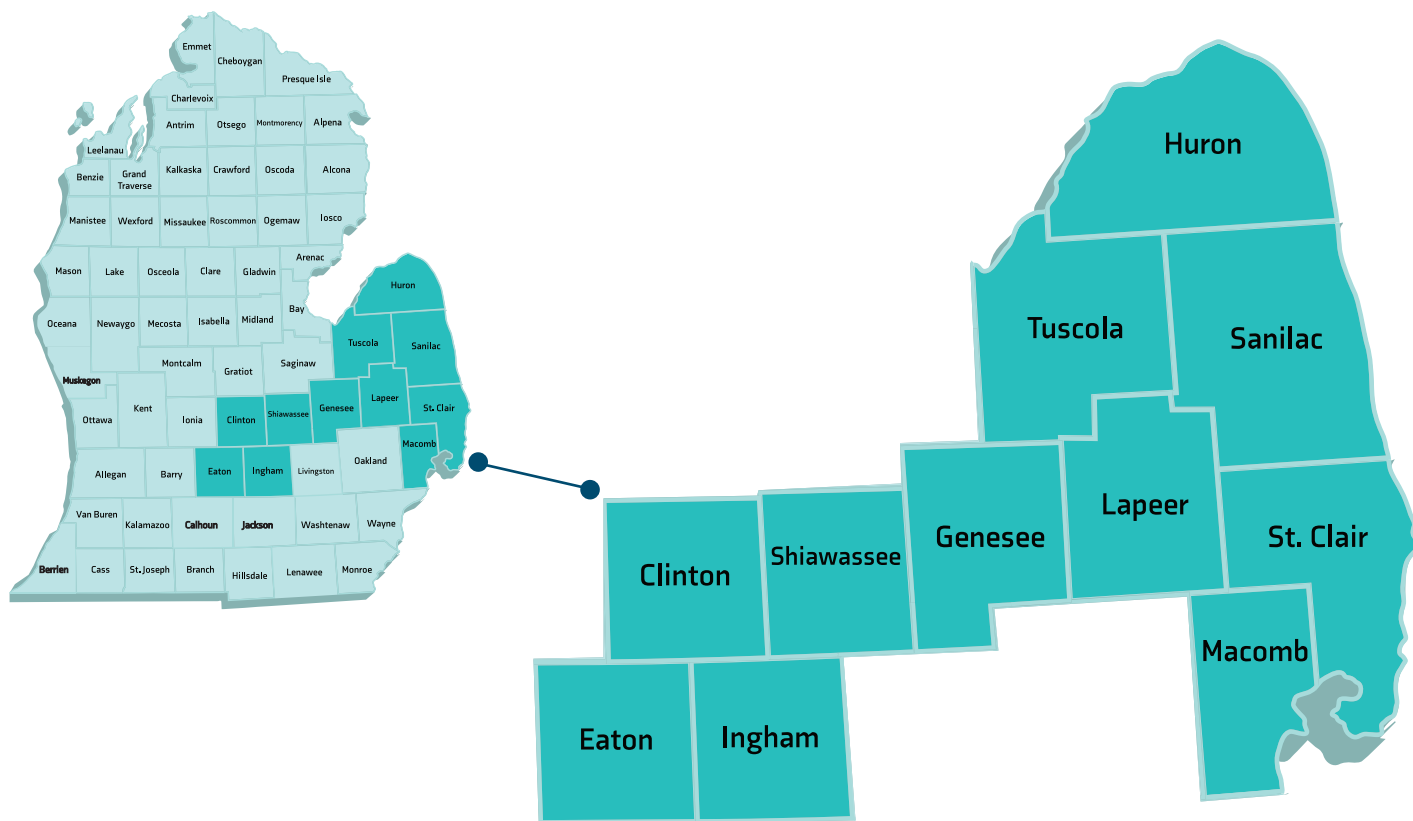 Emmet
Cheboygan
Presque Isle
Charlevoix
Antrim
Otsego
Montmorency
Alpena
Leelanau
Benzie
Grand
Traverse
Kalkaska
Crawford
Oscoda
Alcona
Manistee
Wexford
Missaukee
Roscommon
Ogemaw
Iosco
Mason
Lake
Osceola
Clare
Gladwin
Arenac
Huron
Oceana
Newaygo
Mecosta
Isabella
Midland
Bay
Tuscola
Sanilac
Muskegon
Montcalm
Gratiot
Saginaw
Ottawa
Kent
Ionia
Clinton
Shiawassee
Genesee
Lapeer
St. Clair
Allegan
Barry
Eaton
Ingham
Livingston
Oakland
Macomb
Van Buren
Kalamazoo
Calhoun
Jackson
Washtenaw
Wayne
Berrien
Cass
St. Joseph
Branch
Hillsdale
Lenawee
Monroe
Huron
Tuscola
Sanilac
Lapeer
Genesee
St. Clair
Shiawassee
Clinton
Macomb
Eaton
Ingham